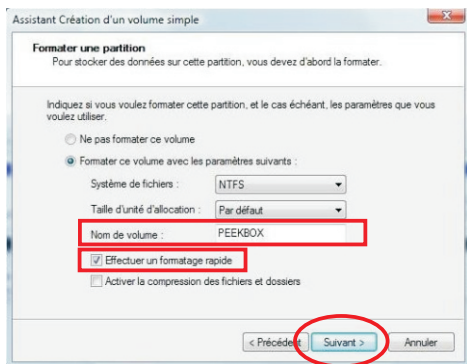 Assistant Création d'un volume simple
Formater une partition
Pour stocker des données sur cette partition, vous devez d'abord la formater.
Indiquez si vous voulez formater cette partition, et le cas échéant, les paramètres que vous
voulez utiliser.
Ne pas formater ce volume
Formater ce volume avec les paramètres suivants :
Système de fichiers : NTFS
Taille d'unité d'allocation : Par défaut
Nom de volume : PEEKBOX
Effectuer un formatage rapide
Activer la compression des fichiers et dossiers
< Précédent Suivant > Annuler